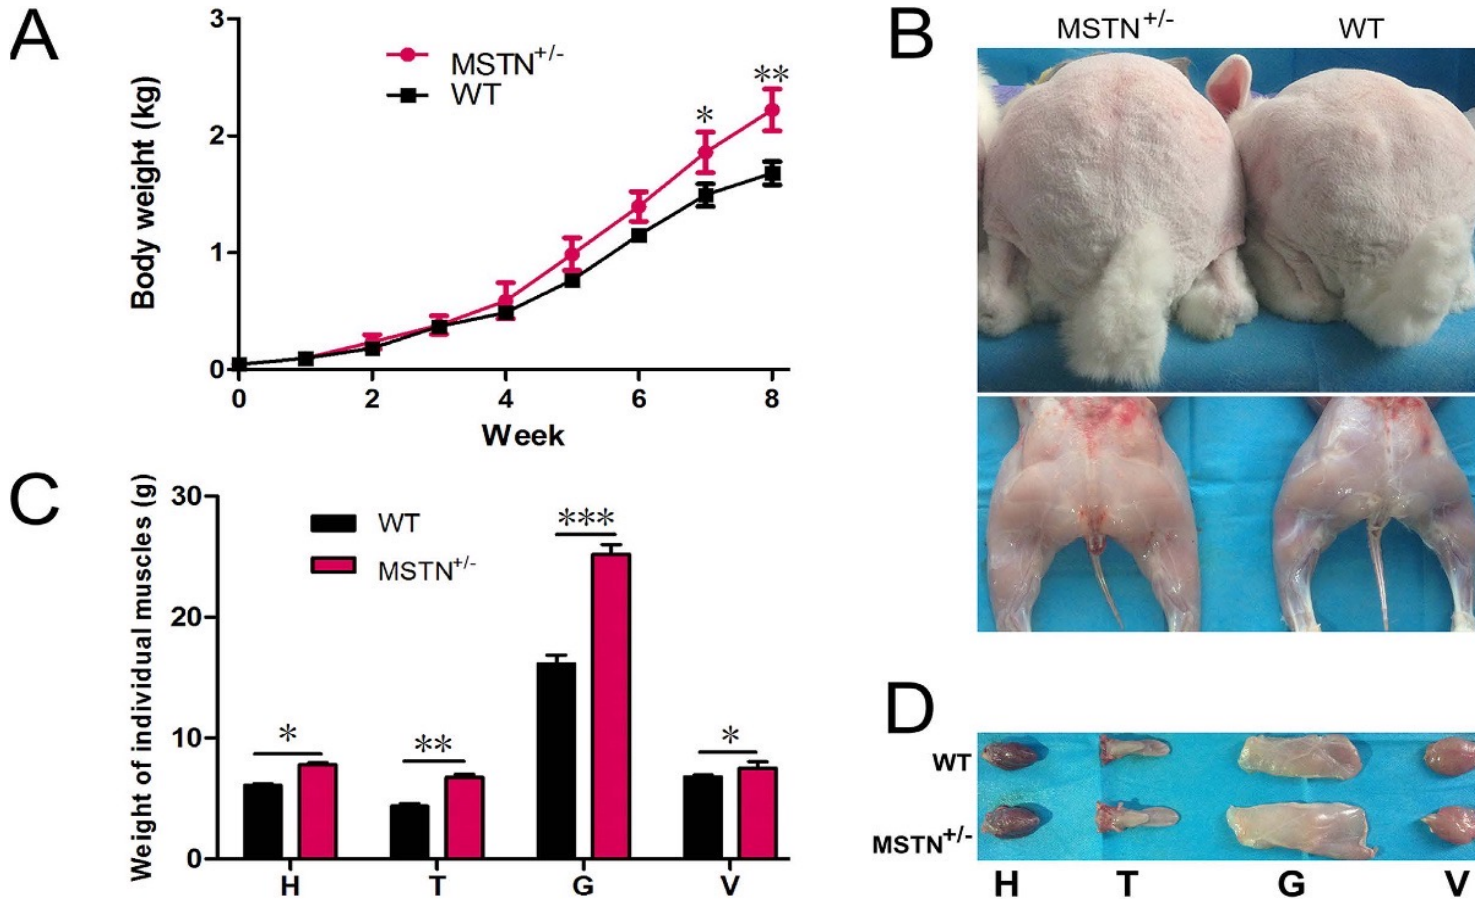 A
3
2
1
0
Body weight (kg)
MSTN+/-
WT
*
**
0 2 4 6 8
Week
B
MSTN+/- WT
C
30
20
10
0
Weight of individual muscles (g)
WT
MSTN+/-
*
**
***
*
H T G V
D
WT
MSTN+/-
H T G V